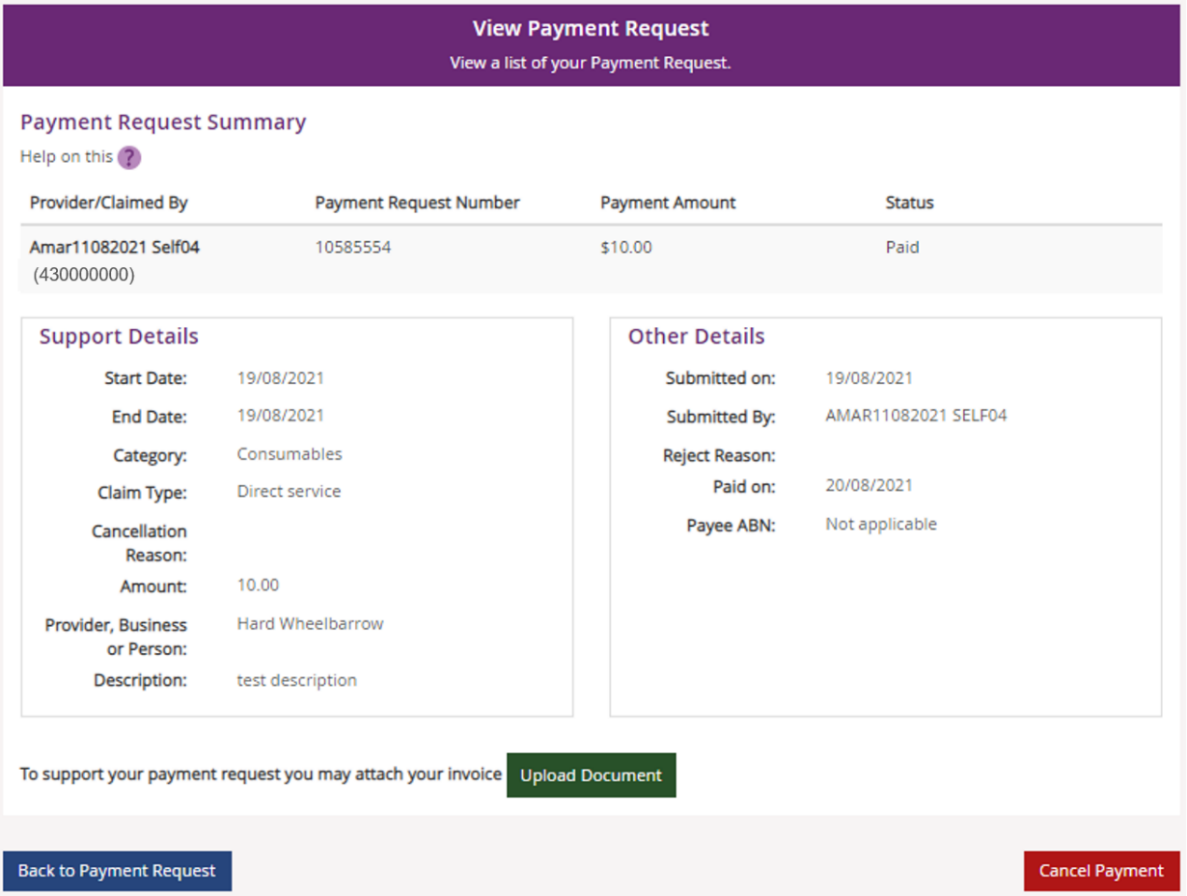 View Payment Request
View a list of your Payment Request.
Payment Request Summary
Help on this ?
Provider/Claimed By Payment Request Number Payment Amount Status
Amar11082021 Self04 10585554 $10.00 Paid
(430000000)
Support Details
Start Date: 19/08/2021
End Date: 19/08/2021
Category: Consumables
Claim Type: Direct service
Cancellation
Reason:
Amount: 10.00
Provider, Business Hard Wheelbarrow
or Person:
Description: test description
Other Details
Submitted on: 19/08/2021
Submitted By: AMAR11082021 SELF04
Reject Reason:
Paid on: 20/08/2021
Payee ABN: Not applicable
To support your payment request you may attach your invoice Upload Document
Back to Payment Request Cancel Payment